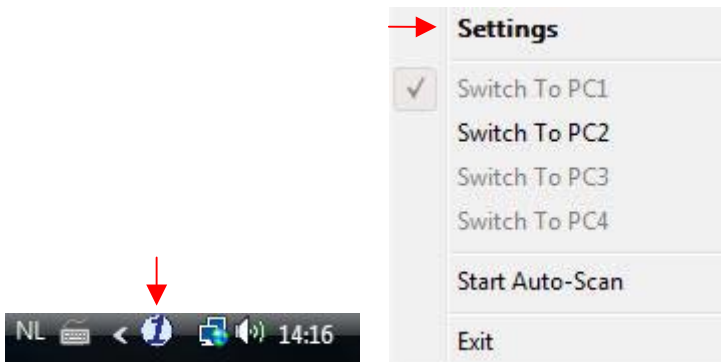 Settings
Switch To PC1
Switch To PC2
Switch To PC3
Switch To PC4
Start Auto-Scan
Exit
NL < 1 14:16